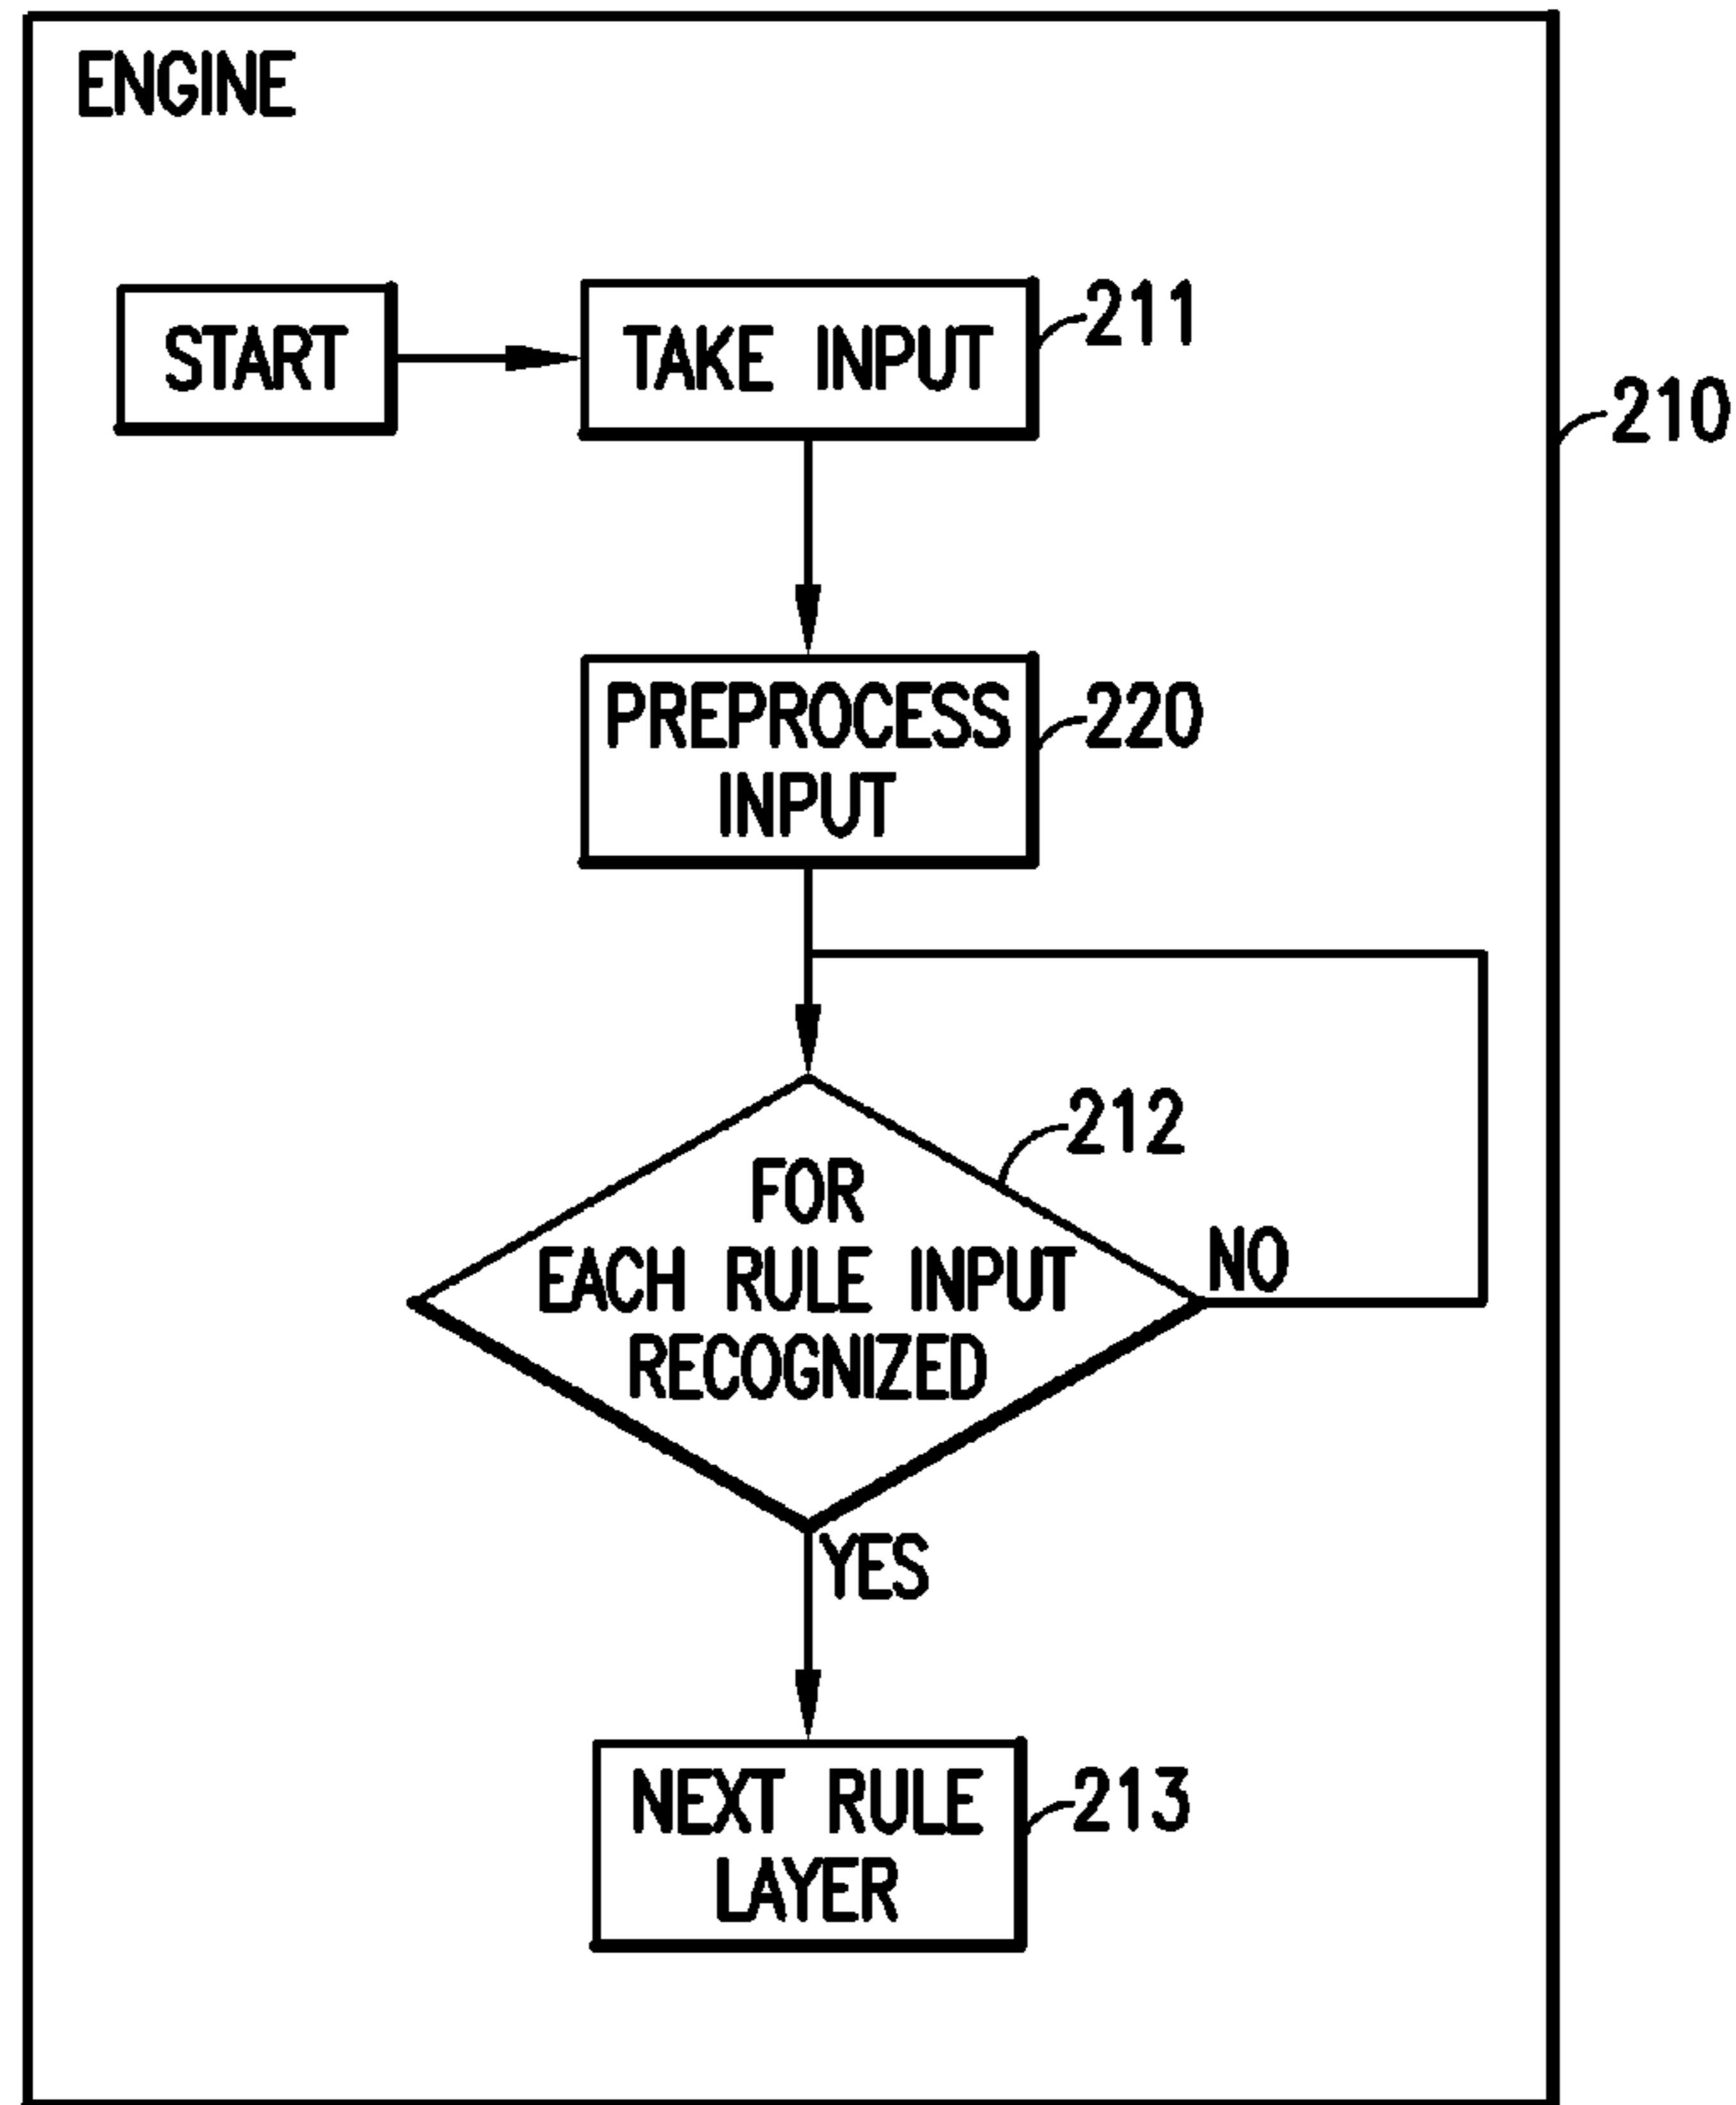 ENGINE
START
TAKE INPUT
211
210
PREPROCESS
INPUT
220
212
FOR
EACH RULE INPUT
RECOGNIZED
NO
YES
NEXT RULE
LAYER
213